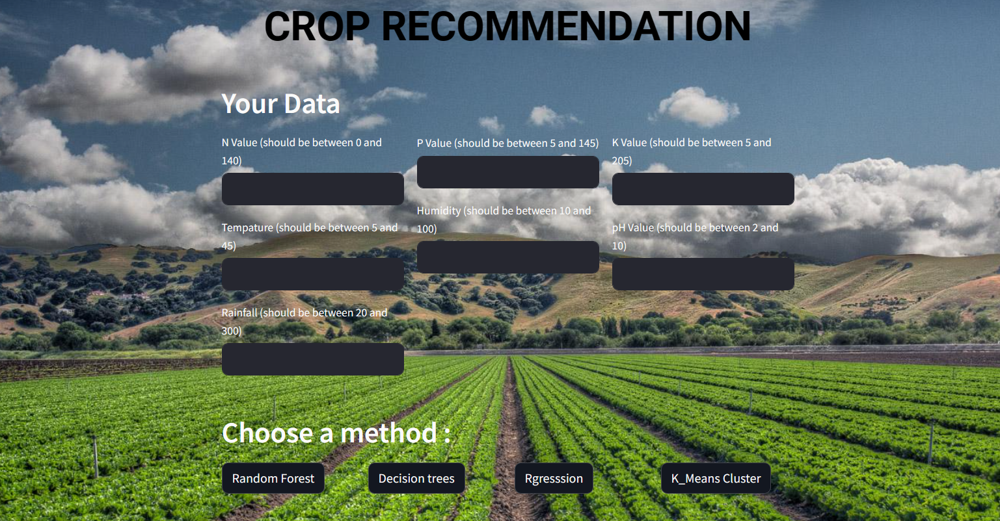 CROP RECOMMENDATION
Your Data
N Value (should be between 0 and
140)
P Value (should be between 5 and 145)
K Value (should be between 5 and
205)
Tempature (should be between 5 and
45)
Humidity (should be between 10 and
100)
pH Value (should be between 2 and
10)
Rainfall (should be between 20 and
300)
Choose a method :
Random Forest
Decision trees
Rgresssion
K_Means Cluster